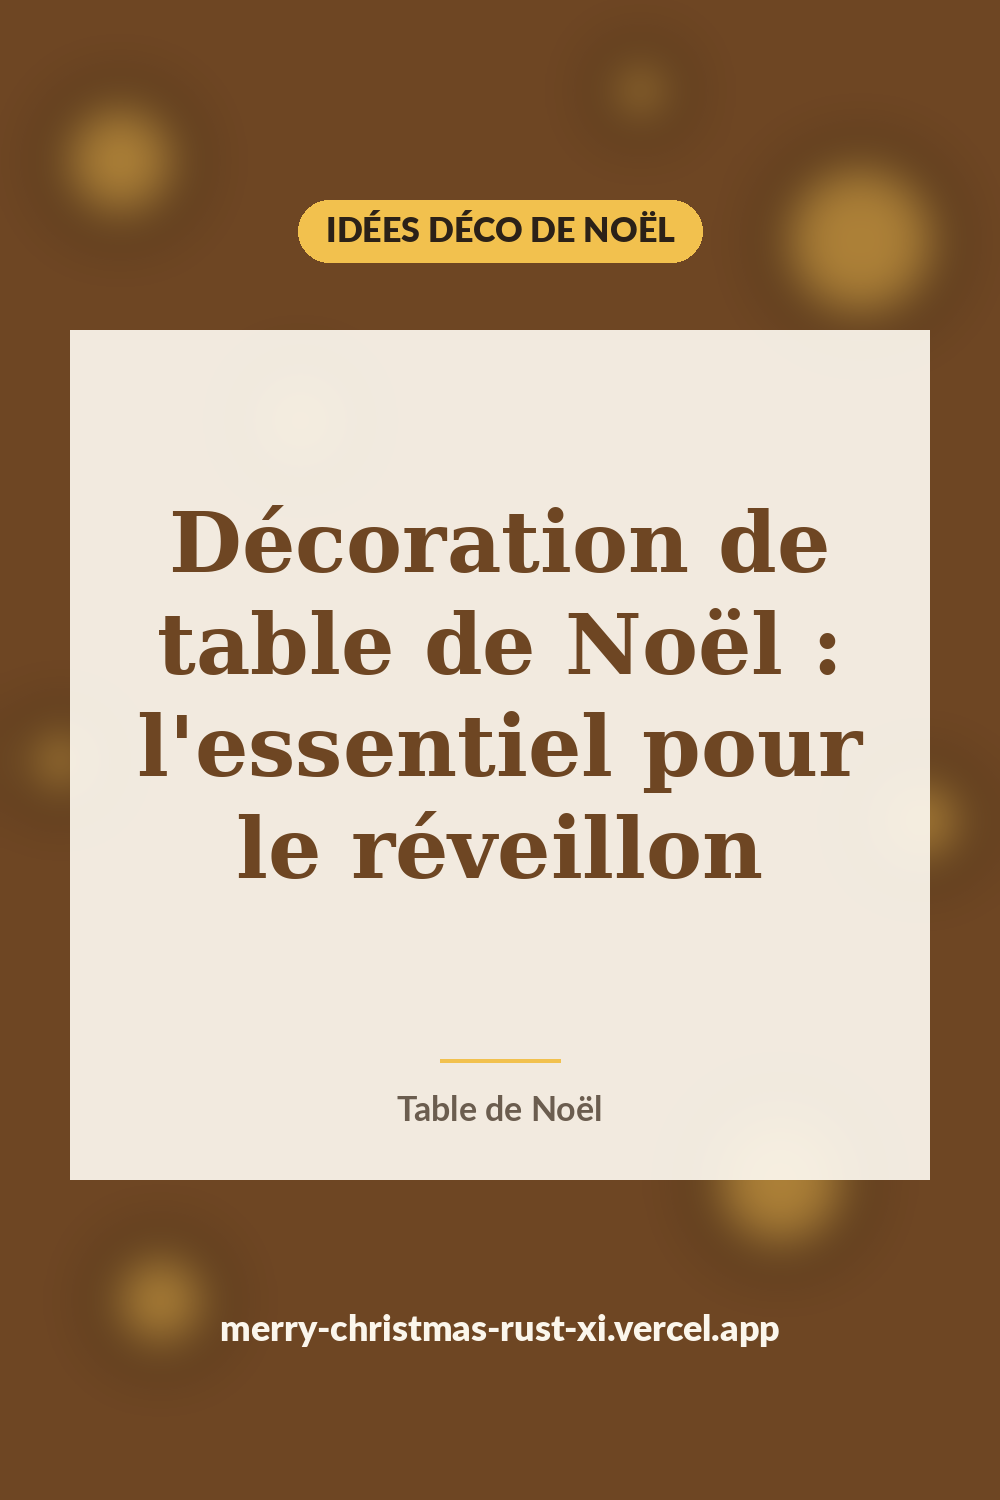 IDÉES DÉCO DE NOËL
Décoration de
table de Noël :
l'essentiel pour
le réveillon
Table de Noël
merry-christmas-rust-xi.vercel.app